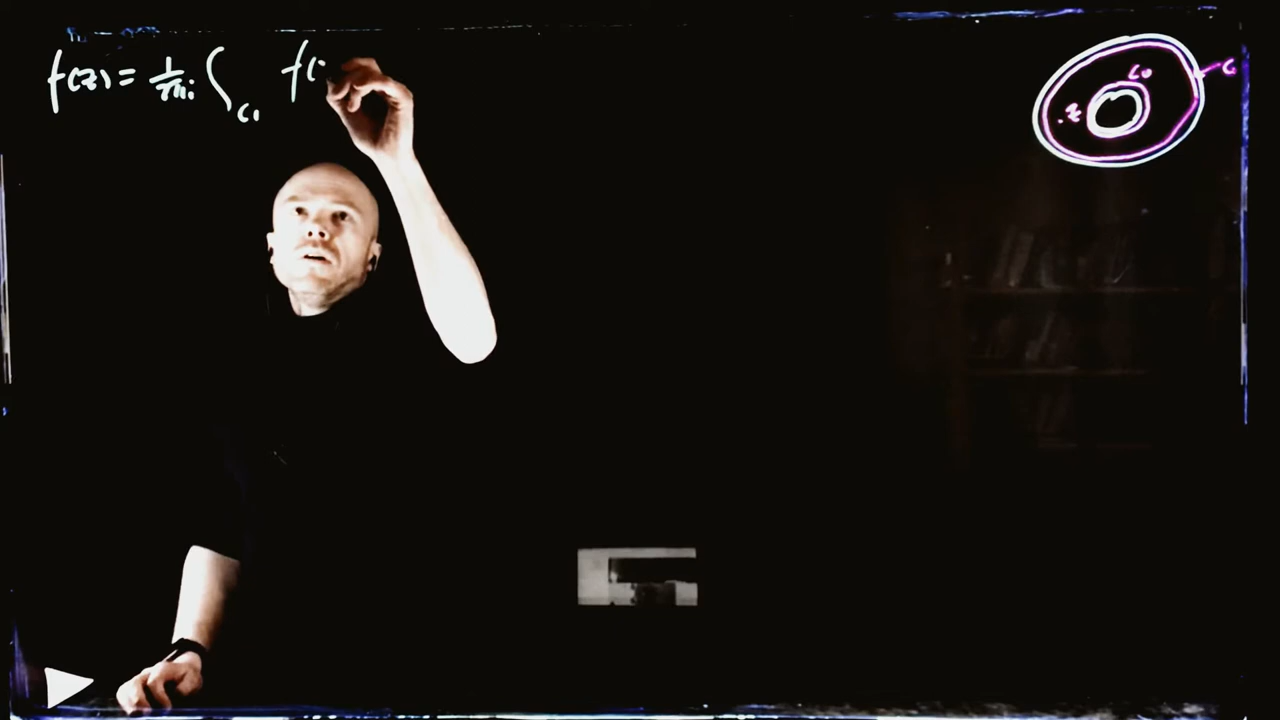 f(z) = 1/2πi ∫_{C₁} f(
C₀
C
.z